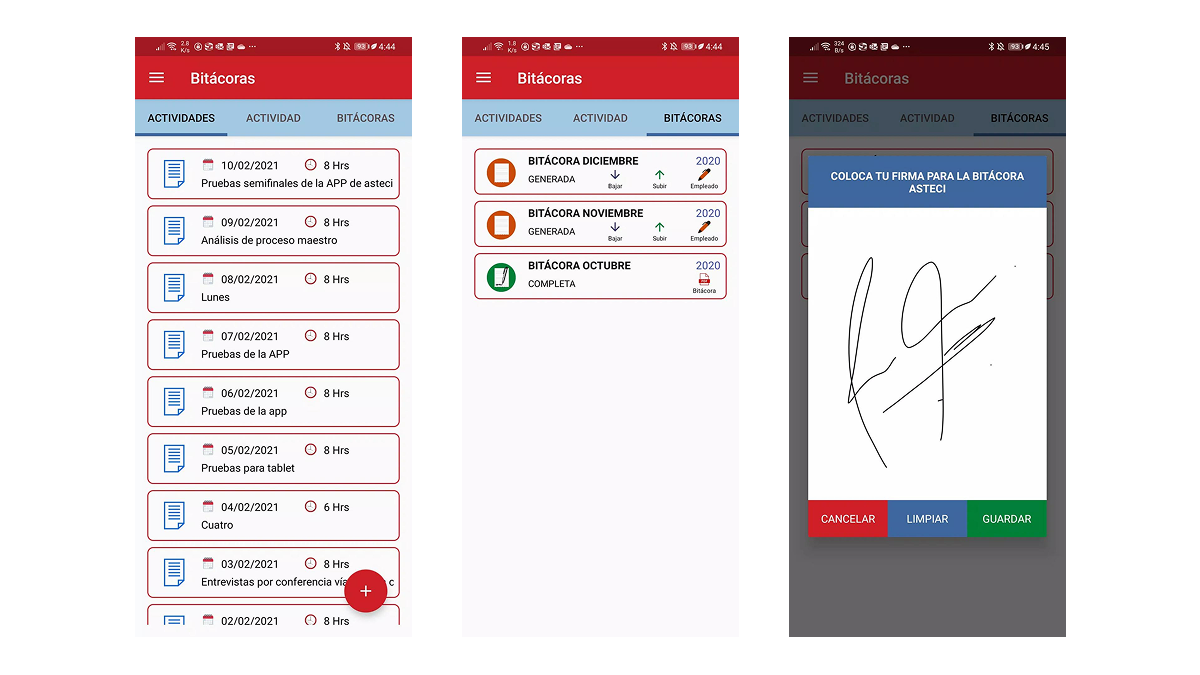 2.8 K/s 93 4:44
Bitácoras
ACTIVIDADES ACTIVIDAD BITÁCORAS
10/02/2021 8 Hrs
Pruebas semifinales de la APP de asteci
09/02/2021 8 Hrs
Análisis de proceso maestro
08/02/2021 8 Hrs
Lunes
07/02/2021 8 Hrs
Pruebas de la APP
06/02/2021 8 Hrs
Pruebas de la app
05/02/2021 8 Hrs
Pruebas para tablet
04/02/2021 6 Hrs
Cuatro
03/02/2021 8 Hrs
Entrevistas por conferencia vía
+
02/02/2021 8 Hrs
1.8 K/s 93 4:44
Bitácoras
ACTIVIDADES ACTIVIDAD BITÁCORAS
BITÁCORA DICIEMBRE 2020
GENERADA Bajar Subir Empleado
BITÁCORA NOVIEMBRE 2020
GENERADA Bajar Subir Empleado
BITÁCORA OCTUBRE 2020
COMPLETA PDF Bitácora
324 B/s 93 4:45
Bitácoras
ACTIVIDADES ACTIVIDAD BITÁCORAS
COLOCA TU FIRMA PARA LA BITÁCORA
ASTECI
CANCELAR LIMPIAR GUARDAR